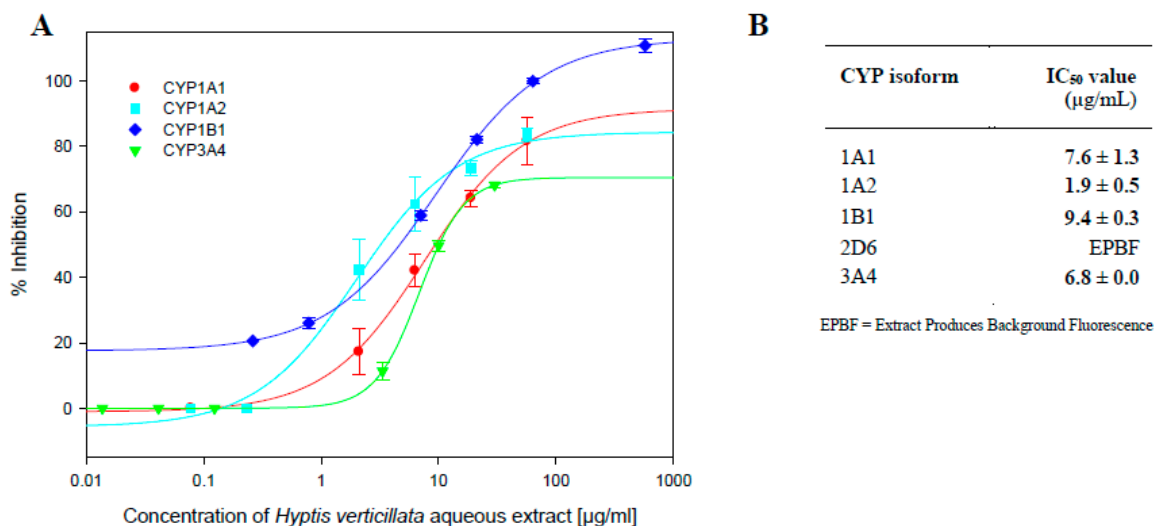 A
CYP1A1
CYP1A2
CYP1B1
CYP3A4
% Inhibition
100
80
60
40
20
0
0.01 0.1 1 10 100 1000
Concentration of Hyptis verticillata aqueous extract [µg/ml]
B
CYP isoform IC50 value
(µg/mL)
1A1 7.6 ± 1.3
1A2 1.9 ± 0.5
1B1 9.4 ± 0.3
2D6 EPBF
3A4 6.8 ± 0.0
EPBF = Extract Produces Background Fluorescence